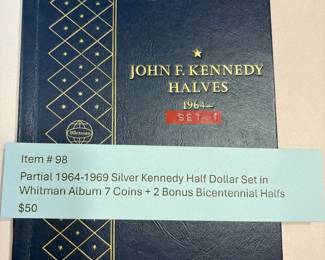 JOHN F. KENNEDY
HALVES
1964–
SET 1
Whitman
Item # 98
Partial 1964-1969 Silver Kennedy Half Dollar Set in
Whitman Album 7 Coins + 2 Bonus Bicentennial Halfs
$50